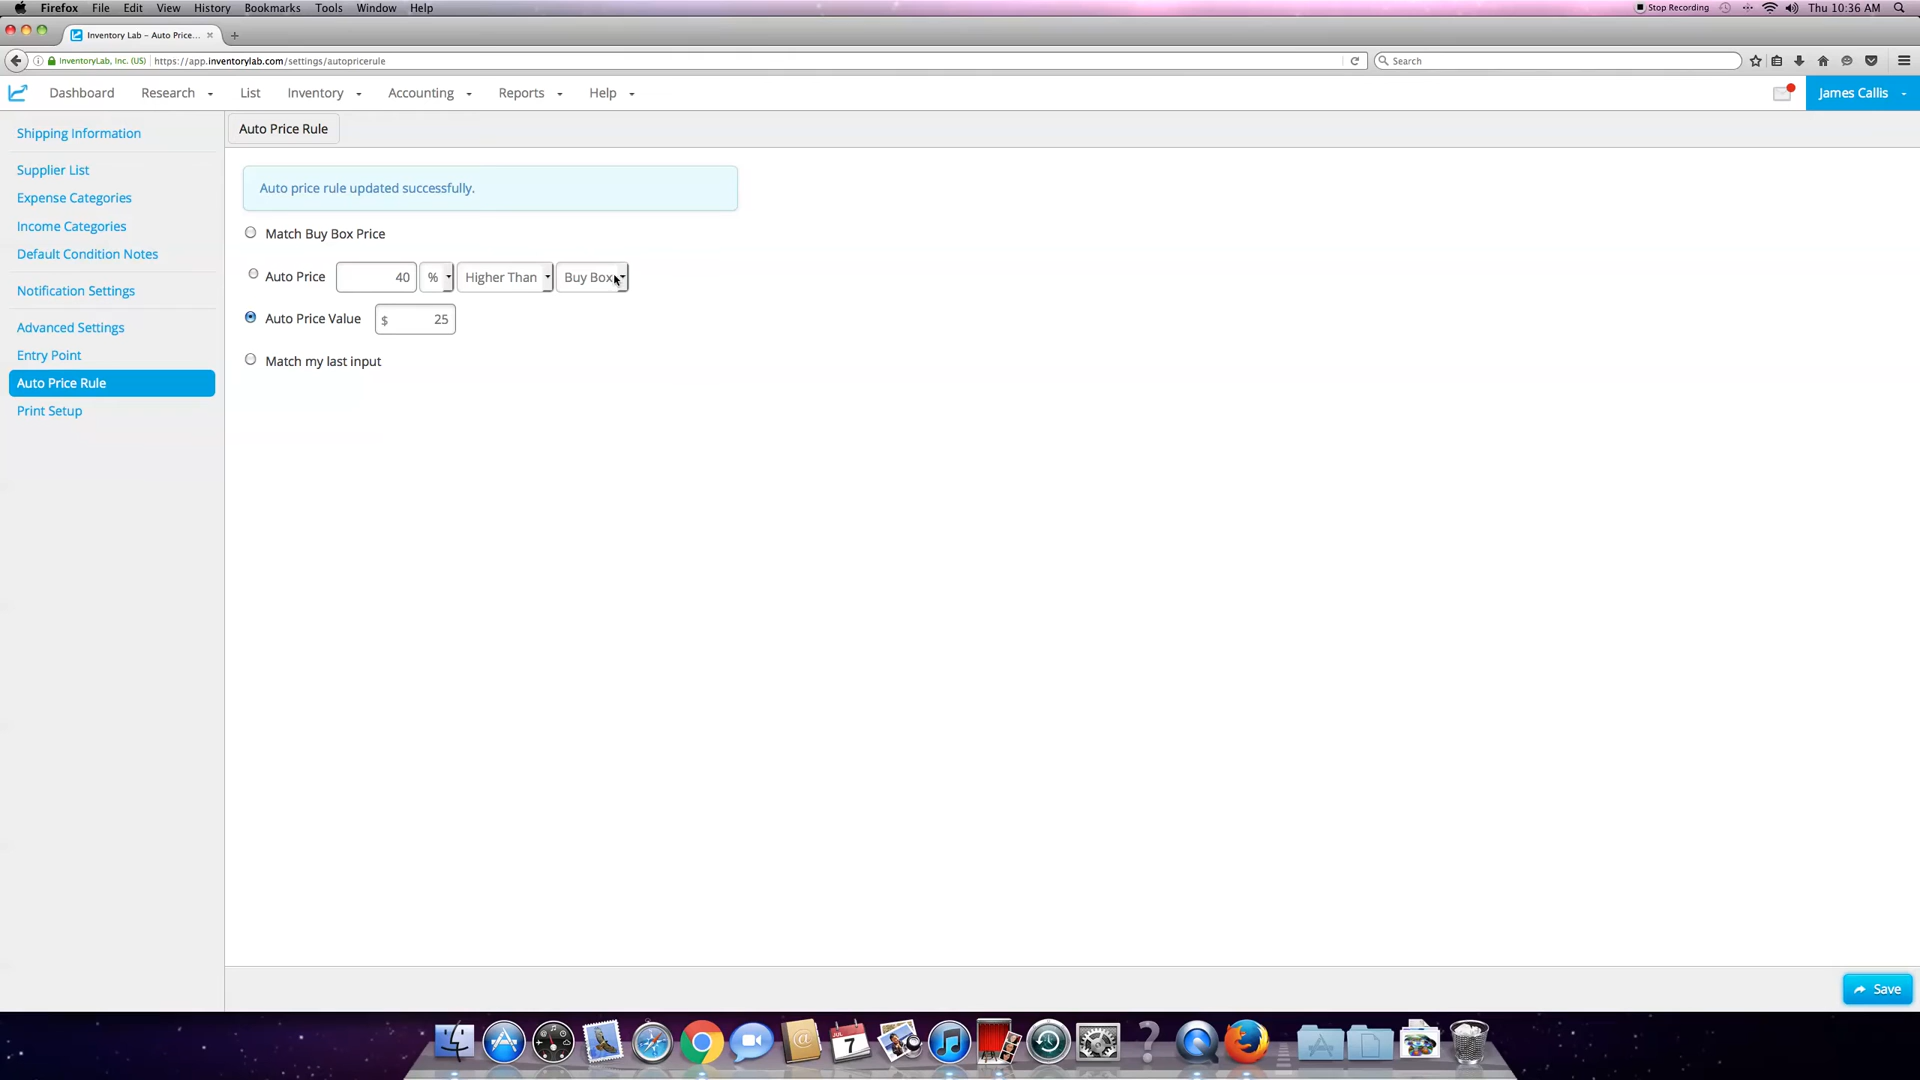 Firefox File Edit View History Bookmarks Tools Window Help Stop Recording Thu 10:36 AM
Inventory Lab - Auto Price...
InventoryLab, Inc. (US) https://app.inventorylab.com/settings/autopricerule Search
Dashboard Research List Inventory Accounting Reports Help James Callis
Shipping Information
Supplier List
Expense Categories
Income Categories
Default Condition Notes
Notification Settings
Advanced Settings
Entry Point
Auto Price Rule
Print Setup
Auto Price Rule
Auto price rule updated successfully.
Match Buy Box Price
Auto Price 40 % Higher Than Buy Box
Auto Price Value $ 25
Match my last input
Save
JUL
7